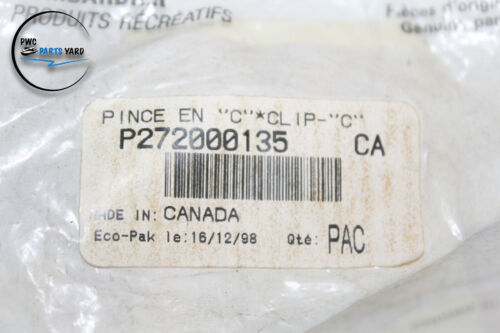 PRODUITS RÉCRÉATIFS
Genuin
PWC
PARTS YARD
PINCE EN "C"*CLIP-"C"
P272000135 CA
MADE IN: CANADA
Eco-Pak le:16/12/98 Qté: PAC